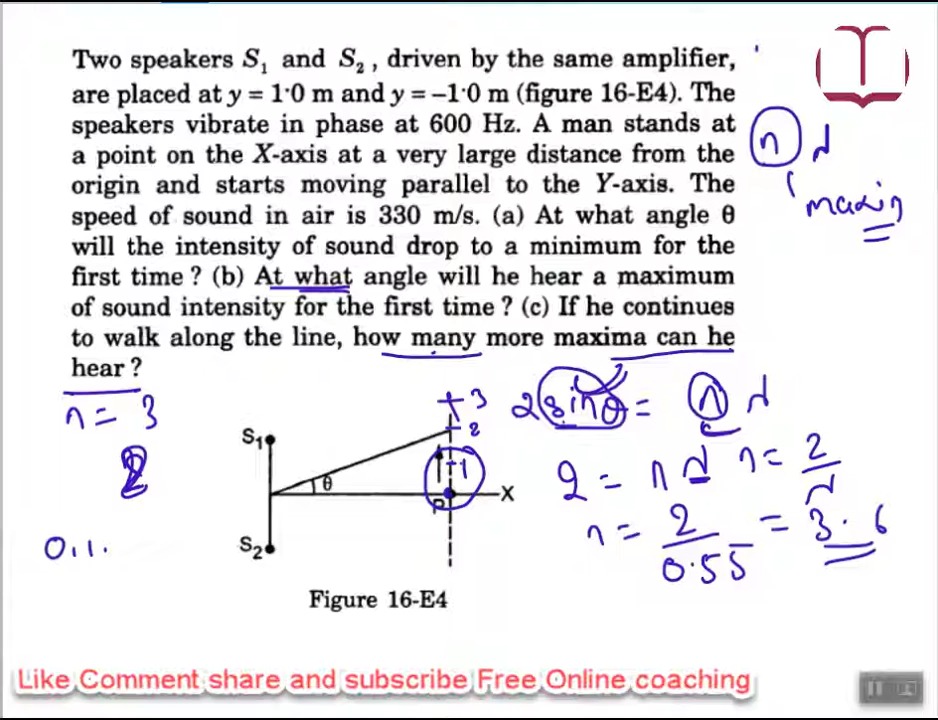 Two speakers S₁ and S₂, driven by the same amplifier,
are placed at y = 1·0 m and y = −1·0 m (figure 16-E4). The
speakers vibrate in phase at 600 Hz. A man stands at
a point on the X-axis at a very large distance from the
origin and starts moving parallel to the Y-axis. The
speed of sound in air is 330 m/s. (a) At what angle θ
will the intensity of sound drop to a minimum for the
first time ? (b) At what angle will he hear a maximum
of sound intensity for the first time ? (c) If he continues
to walk along the line, how many more maxima can he
hear ?
n λ
maxim
n = 3
2
0.1.
S₁
S₂
θ
P
X
3
2
1
2 sinθ = n λ
2 = n λ
n = 2/λ
n = 2/0.55 = 3.6
Figure 16-E4
Like Comment share and subscribe Free Online coaching